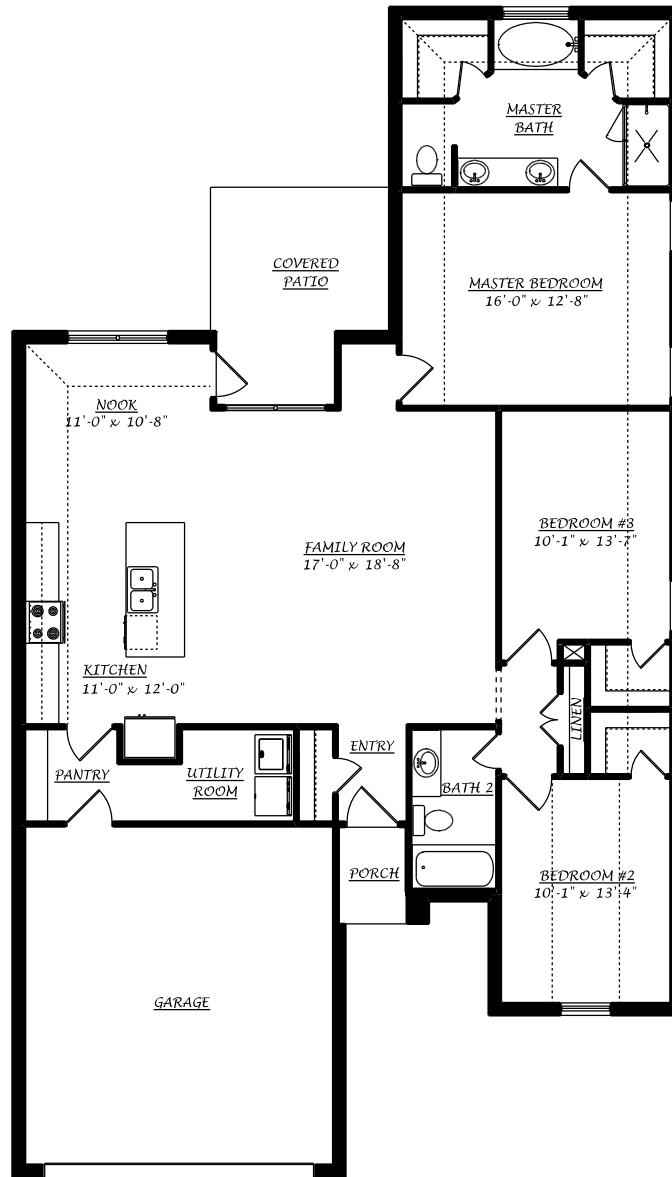 MASTER
BATH
COVERED
PATIO
MASTER BEDROOM
16'-0" x 12'-8"
NOOK
11'-0" x 10'-8"
FAMILY ROOM
17'-0" x 18'-8"
BEDROOM #3
10'-1" x 13'-7"
KITCHEN
11'-0" x 12'-0"
LINEN
PANTRY
UTILITY
ROOM
ENTRY
BATH 2
PORCH
BEDROOM #2
10'-1" x 13'-4"
GARAGE